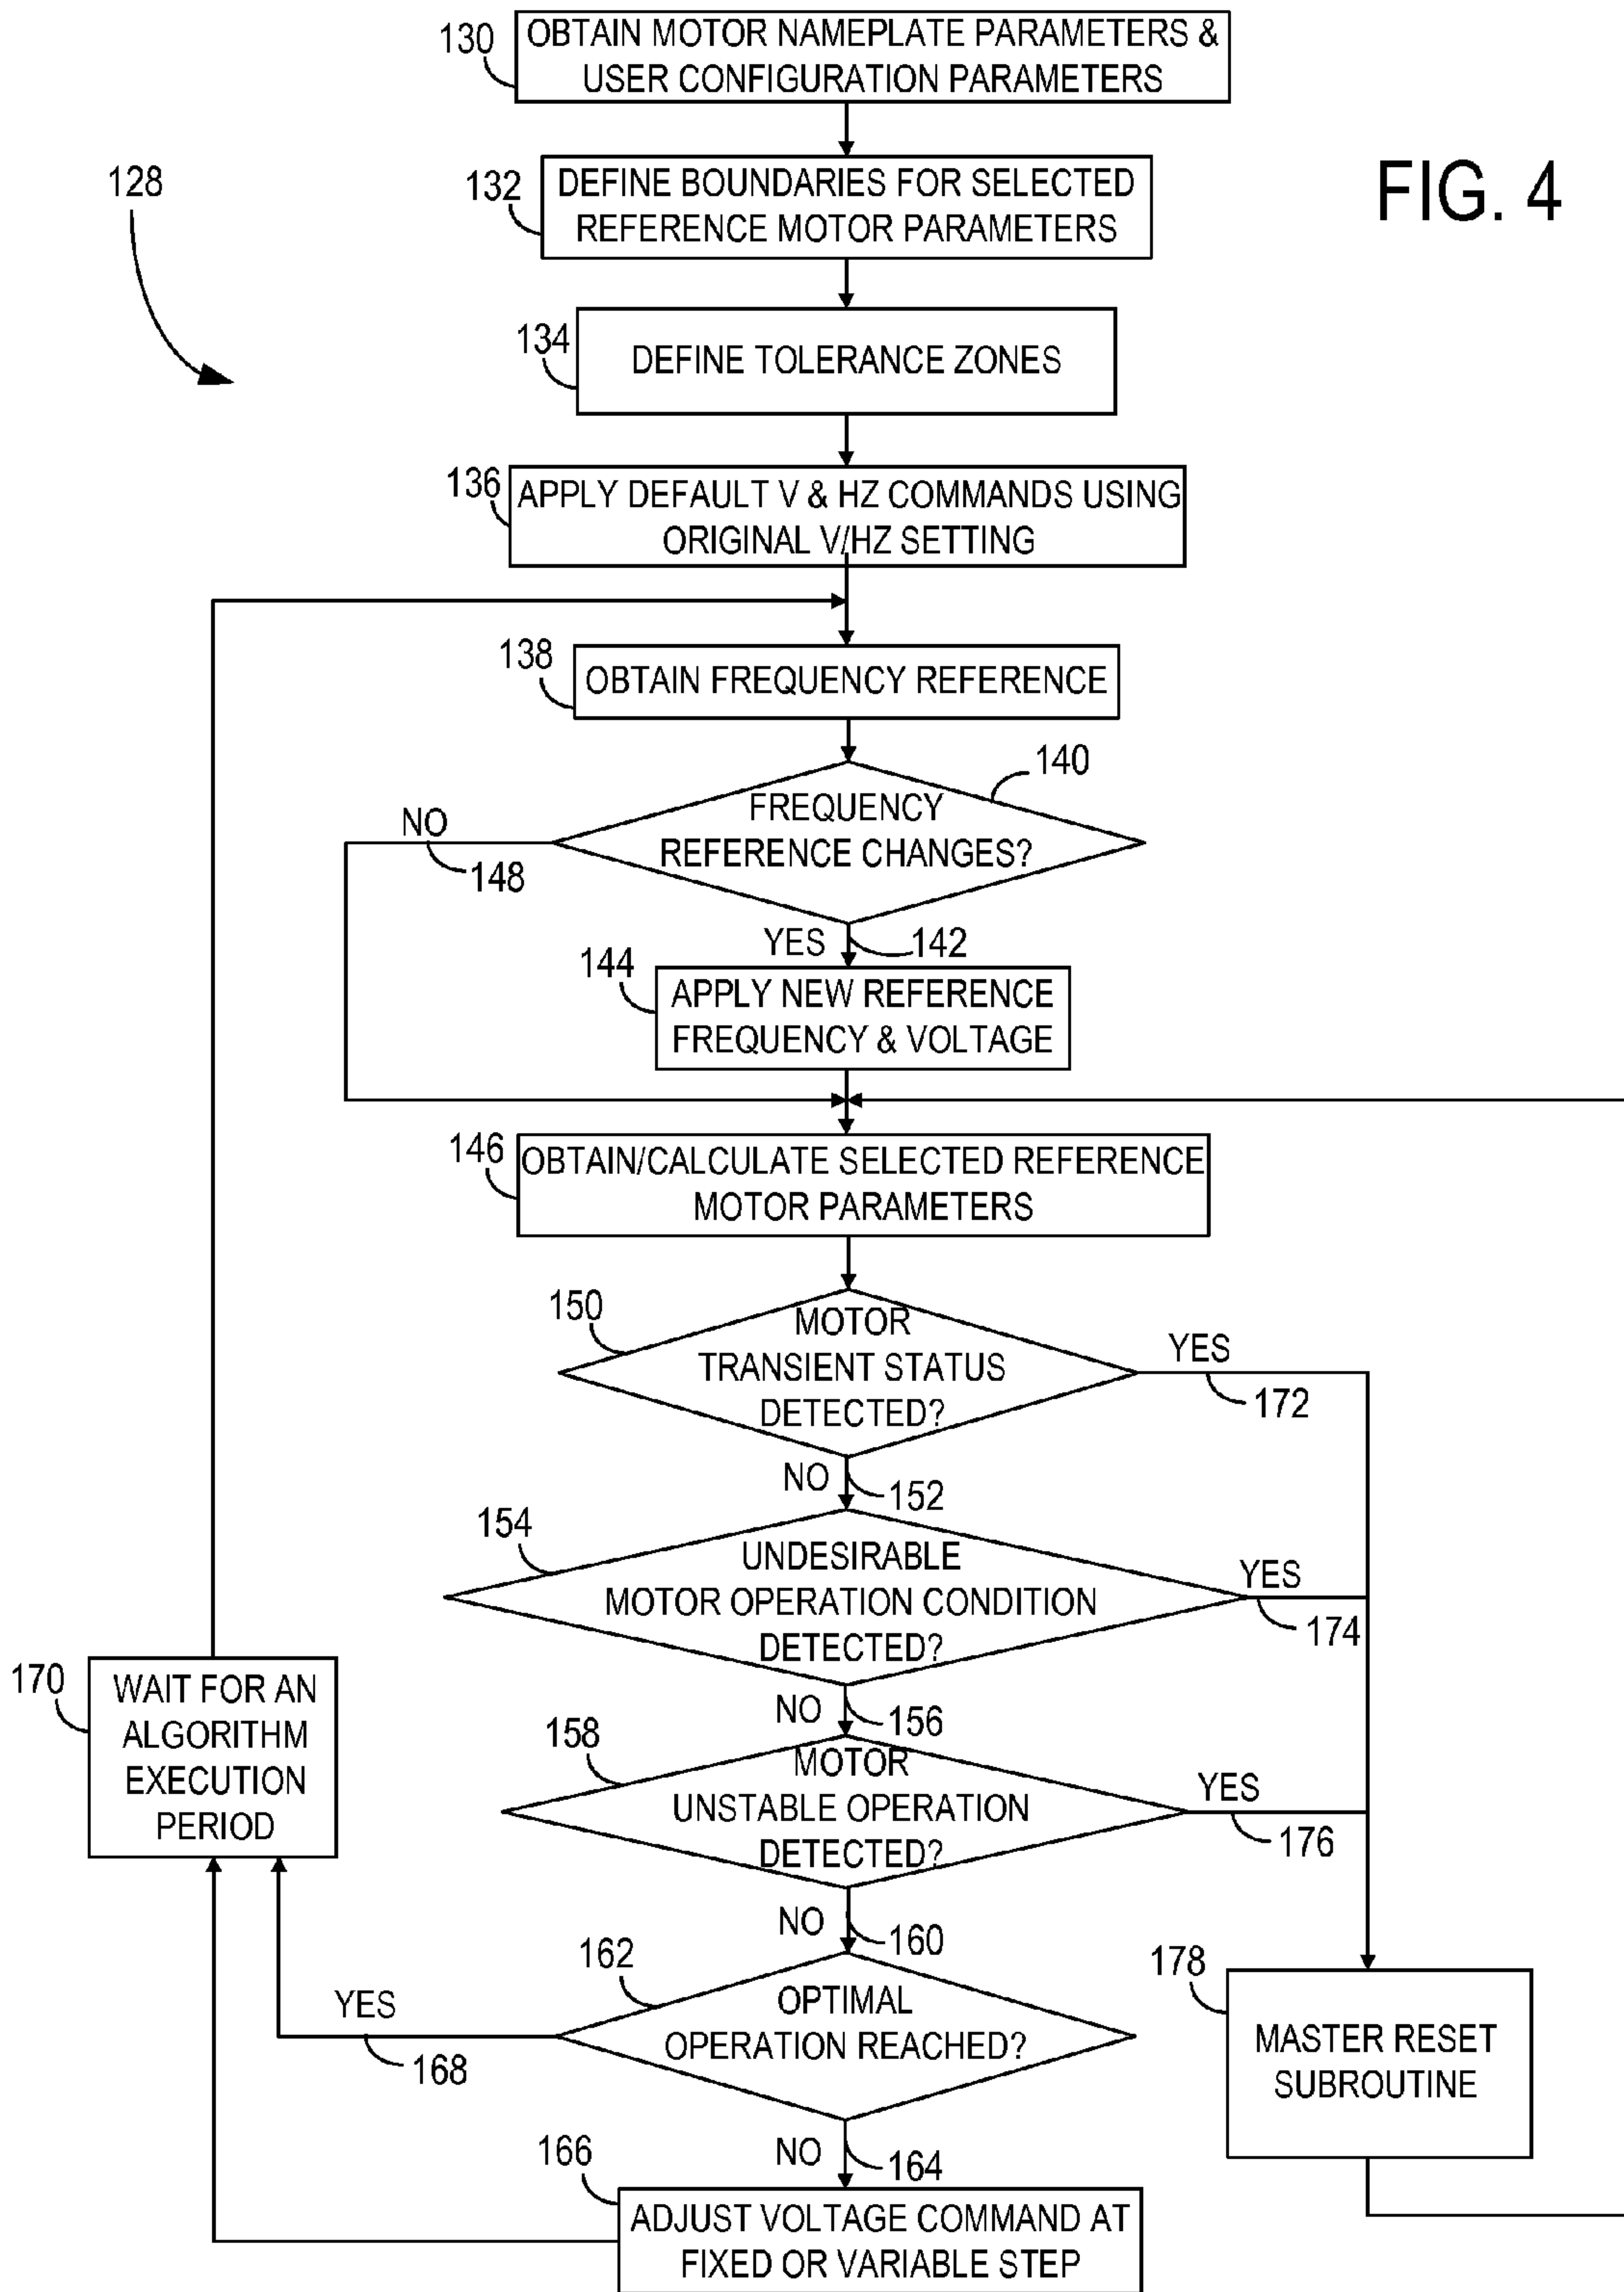 130
OBTAIN MOTOR NAMEPLATE PARAMETERS &
USER CONFIGURATION PARAMETERS
128
FIG. 4
132
DEFINE BOUNDARIES FOR SELECTED
REFERENCE MOTOR PARAMETERS
134
DEFINE TOLERANCE ZONES
136
APPLY DEFAULT V & HZ COMMANDS USING
ORIGINAL V/HZ SETTING
138
OBTAIN FREQUENCY REFERENCE
140
FREQUENCY
REFERENCE CHANGES?
NO
148
YES
142
144
APPLY NEW REFERENCE
FREQUENCY & VOLTAGE
146
OBTAIN/CALCULATE SELECTED REFERENCE
MOTOR PARAMETERS
150
MOTOR
TRANSIENT STATUS
DETECTED?
YES
172
NO
152
154
UNDESIRABLE
MOTOR OPERATION CONDITION
DETECTED?
YES
174
NO
156
158
MOTOR
UNSTABLE OPERATION
DETECTED?
YES
176
170
WAIT FOR AN
ALGORITHM
EXECUTION
PERIOD
NO
160
162
OPTIMAL
OPERATION REACHED?
YES
168
178
MASTER RESET
SUBROUTINE
NO
164
166
ADJUST VOLTAGE COMMAND AT
FIXED OR VARIABLE STEP